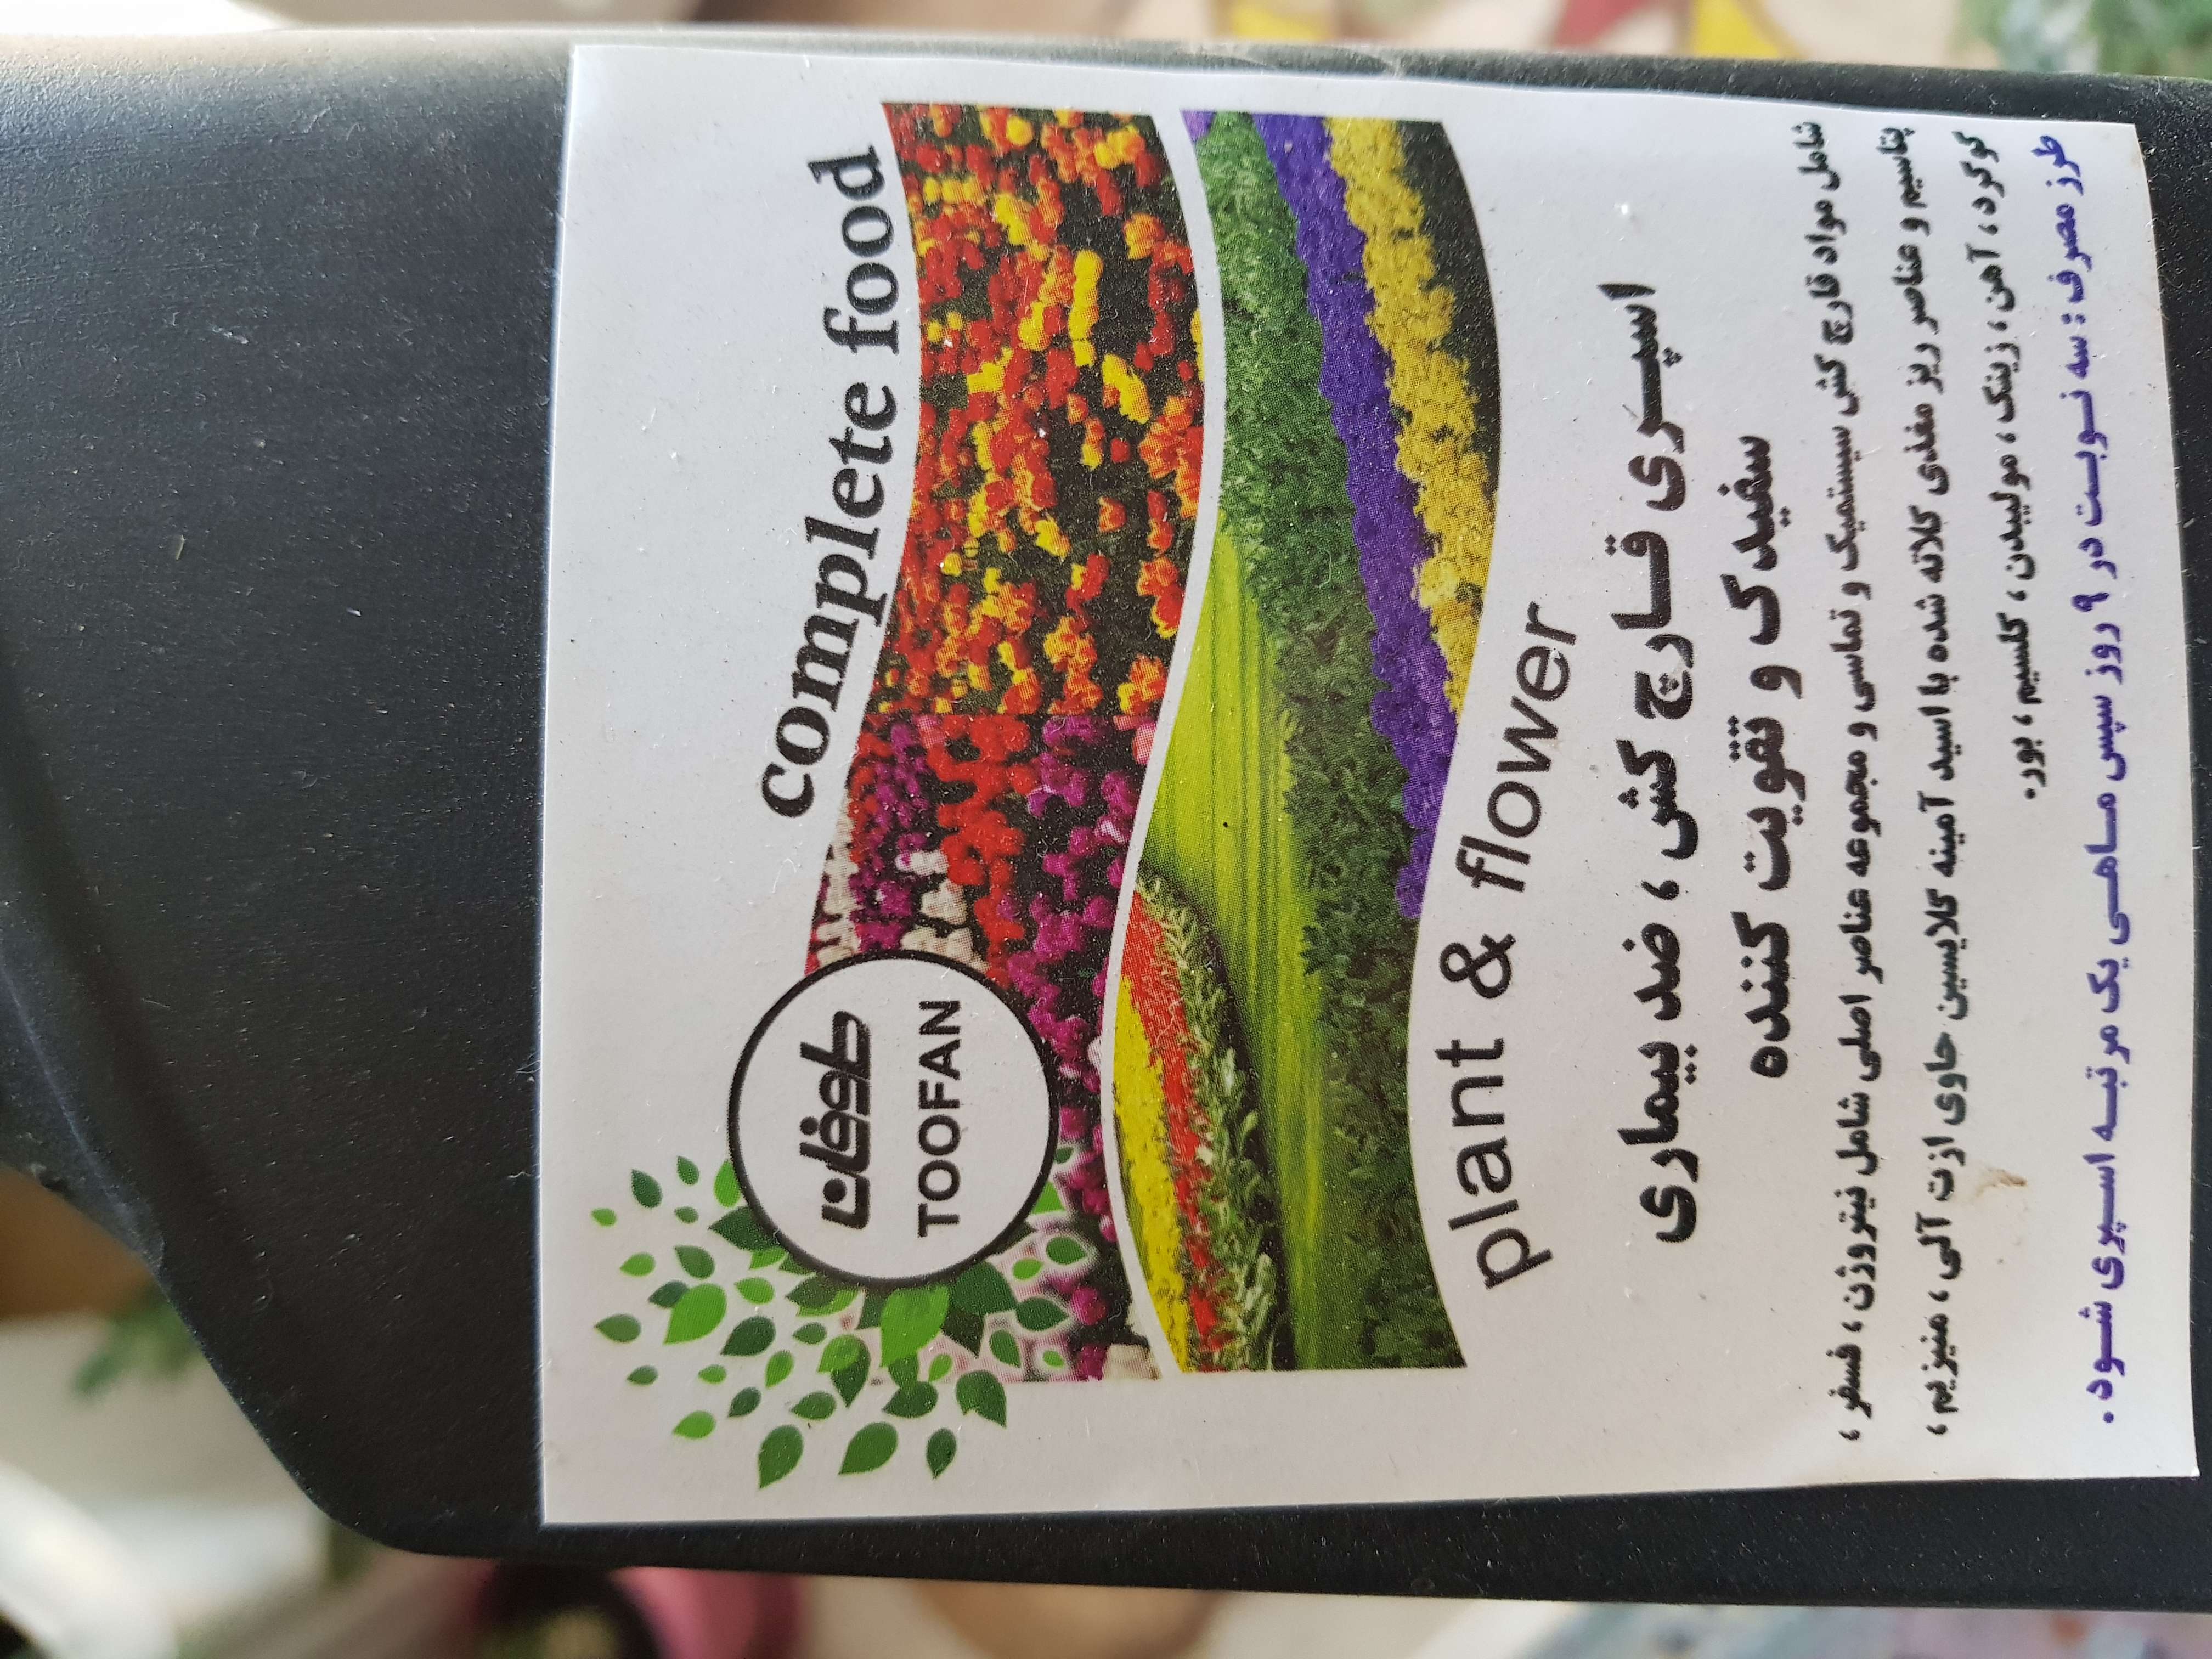 complete food
طوفان
TOOFAN
plant & flower
اسپری قارچ کش ، ضد بیماری
سفیدک و تقویت کننده
شامل مواد قارچ کش سیستمیک و تماسی و مجموعه عناصر اصلی شامل نیتروژن ، فسفر ،
پتاسیم و عناصر ریز مغذی کلاته شده با اسید آمینه گلایسین حاوی ازت آلی ، منیزیم ،
گوگرد ، آهن ، زینک ، مولیبدن ، کلسیم ، بور.
طرز مصرف : سه نوبت در ۹ روز سپس ماهی یک مرتبه اسپری شود.